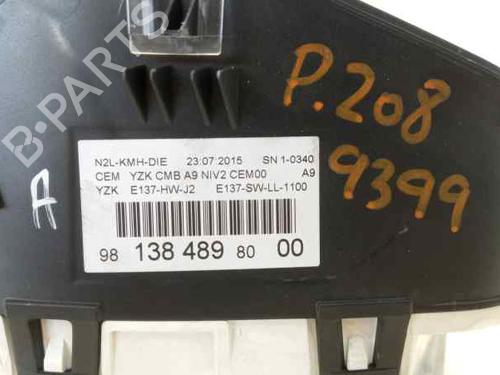 B-PARTS
P.208
9399
A
N2L-KMH-DIE 23.07.2015 SN 1-0340
CEM YZK CMB A9 NIV2 CEM00 A9
YZK E137-HW-J2 E137-SW-LL-1100
98 138 489 80 00